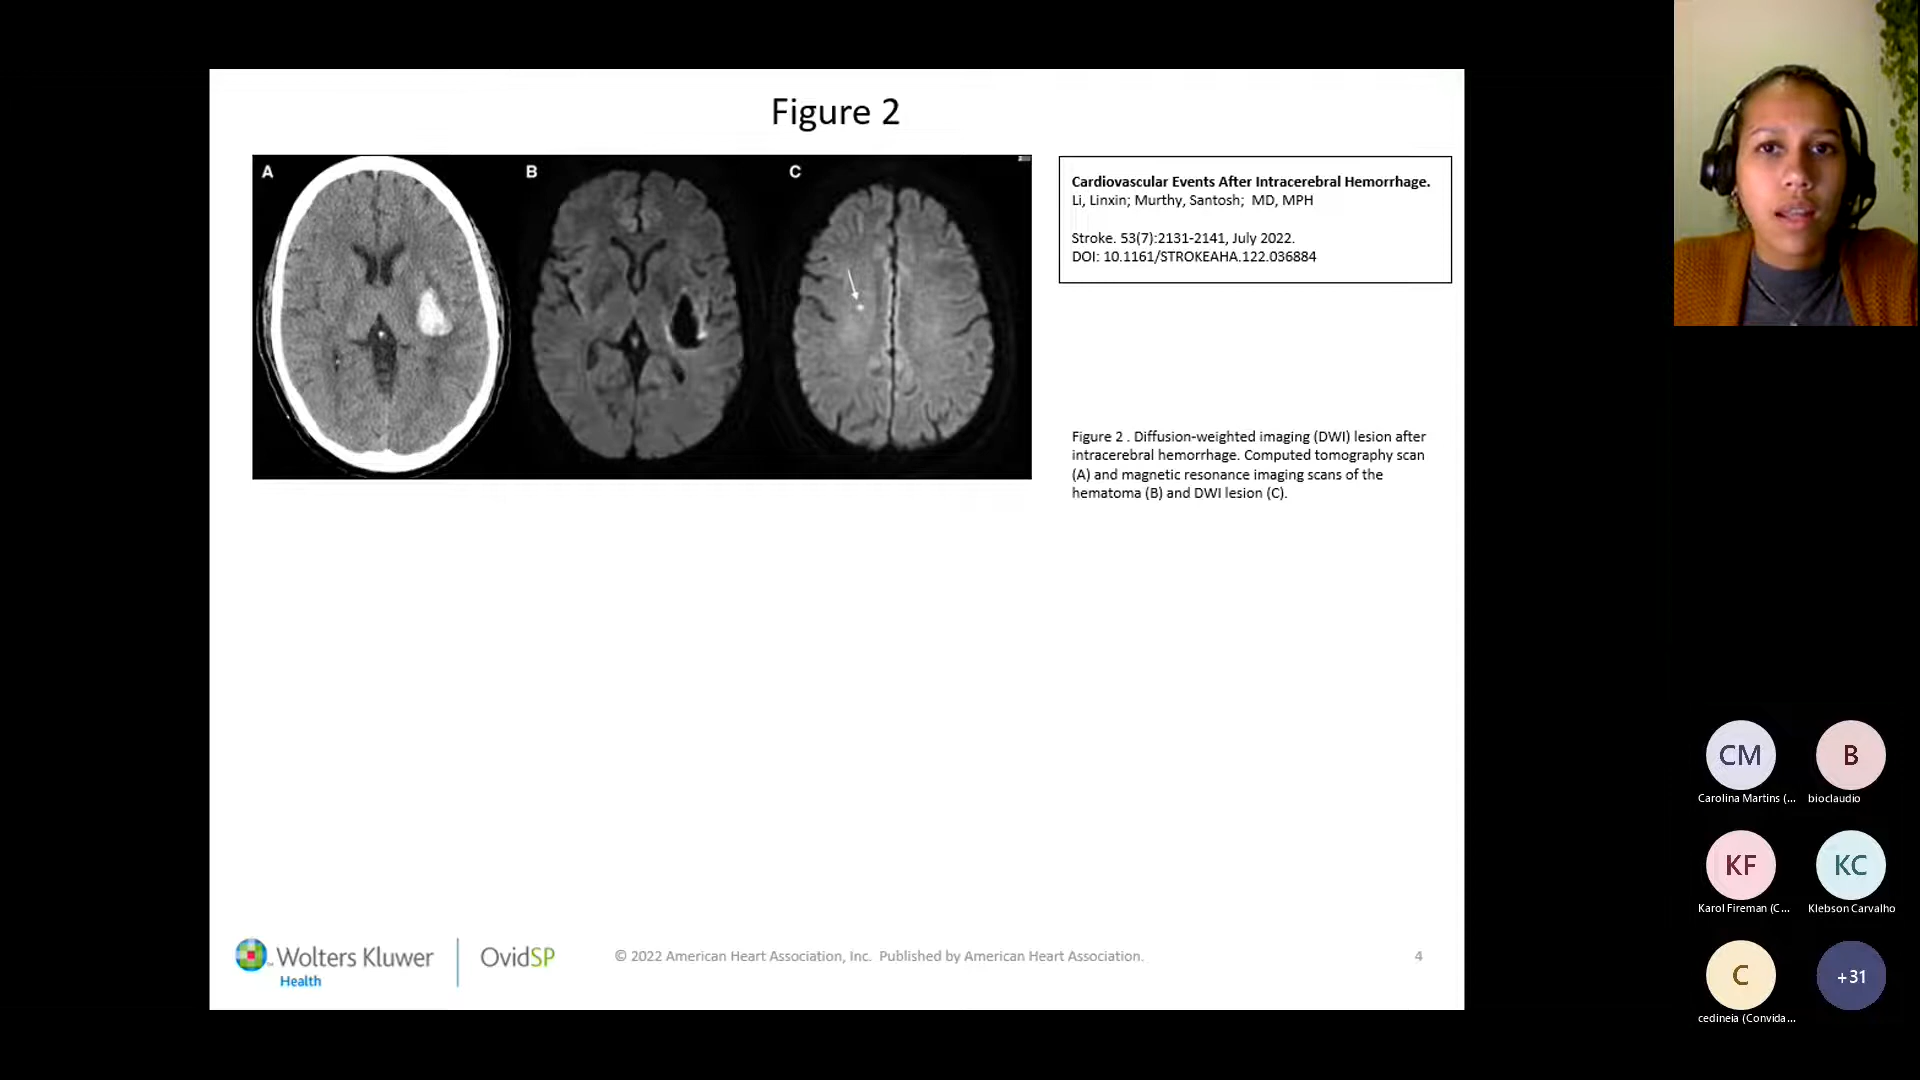 Figure 2
A
B
C
Cardiovascular Events After Intracerebral Hemorrhage.
Li, Linxin; Murthy, Santosh;  MD, MPH
Stroke. 53(7):2131-2141, July 2022.
DOI: 10.1161/STROKEAHA.122.036884
Figure 2 . Diffusion-weighted imaging (DWI) lesion after
intracerebral hemorrhage. Computed tomography scan
(A) and magnetic resonance imaging scans of the
hematoma (B) and DWI lesion (C).
Wolters Kluwer
Health
OvidSP
© 2022 American Heart Association, Inc.  Published by American Heart Association.
4
CM
Carolina Martins (...
B
bioclaudio
KF
Karol Fireman (C...
KC
Klebson Carvalho
C
cedineia (Convida...
+31